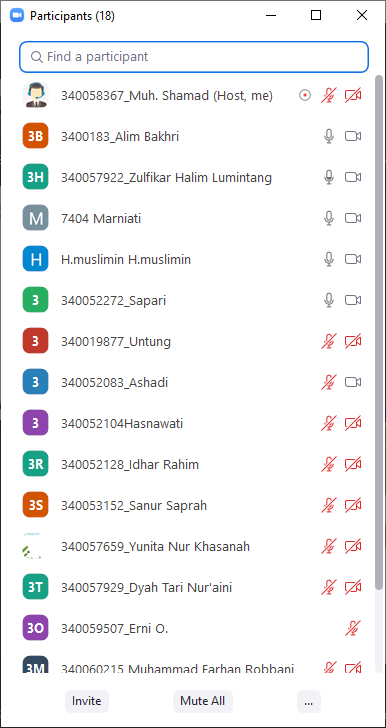 Participants (18)
Find a participant
340058367_Muh. Shamad (Host, me)
3B 3400183_Alim Bakhri
3H 340057922_Zulfikar Halim Lumintang
M 7404 Marniati
H H.muslimin H.muslimin
3 340052272_Sapari
3 340019877_Untung
3 340052083_Ashadi
3 340052104Hasnawati
3R 340052128_Idhar Rahim
3S 340053152_Sanur Saprah
340057659_Yunita Nur Khasanah
3T 340057929_Dyah Tari Nur'aini
3O 340059507_Erni O.
3M 340060215 Muhammad Farhan Robbani
Invite Mute All ...